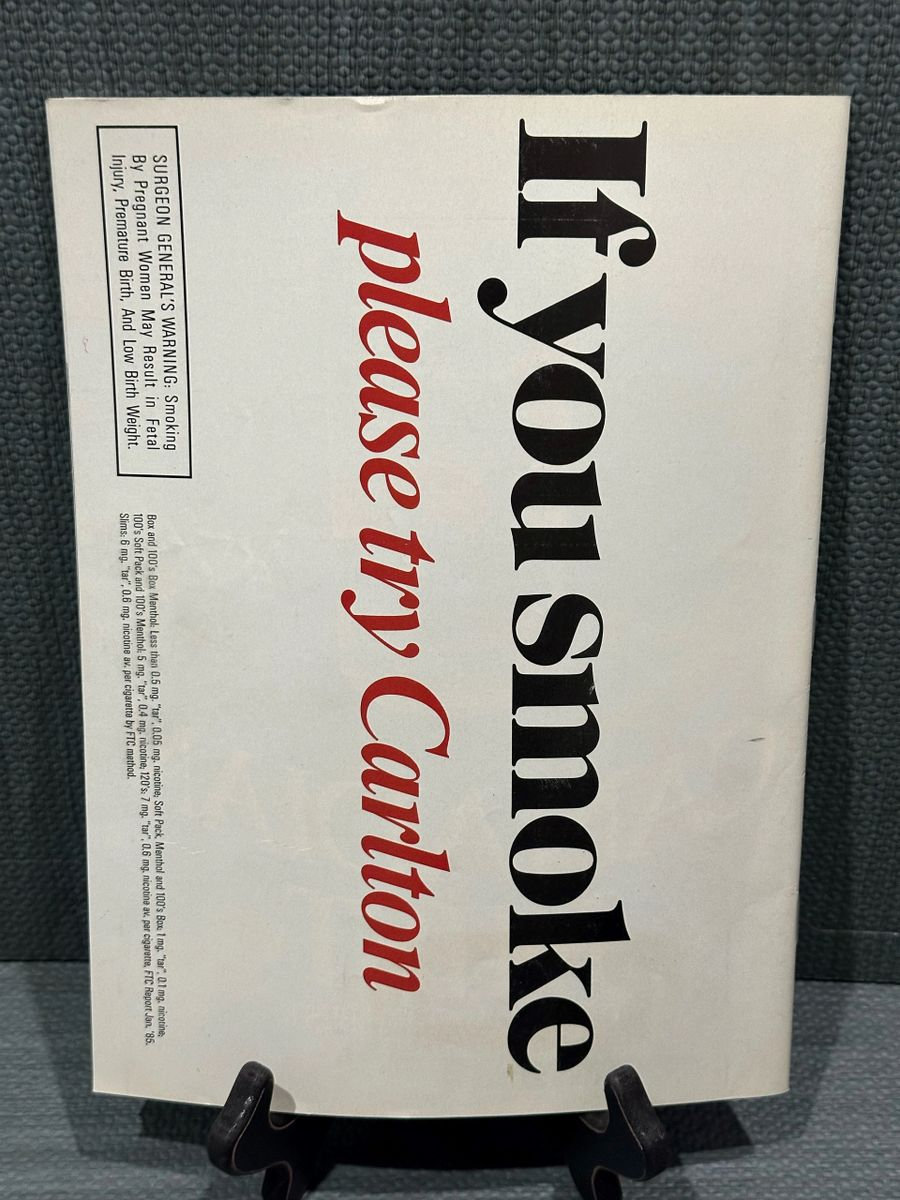 If you smoke
please try Carlton
SURGEON GENERAL'S WARNING: Smoking
By Pregnant Women May Result in Fetal
Injury, Premature Birth, And Low Birth Weight.
Box and 100's Box Menthol: Less than 0.5 mg. "tar", 0.05 mg. nicotine; Soft Pack, Menthol and 100's Box: 1 mg. "tar", 0.1 mg. nicotine;
100's Soft Pack and 100's Menthol: 5 mg. "tar", 0.4 mg. nicotine; 120's: 7 mg. "tar", 0.6 mg. nicotine av. per cigarette, FTC Report Jan. '85.
Slims: 6 mg. "tar", 0.6 mg. nicotine av. per cigarette by FTC method.